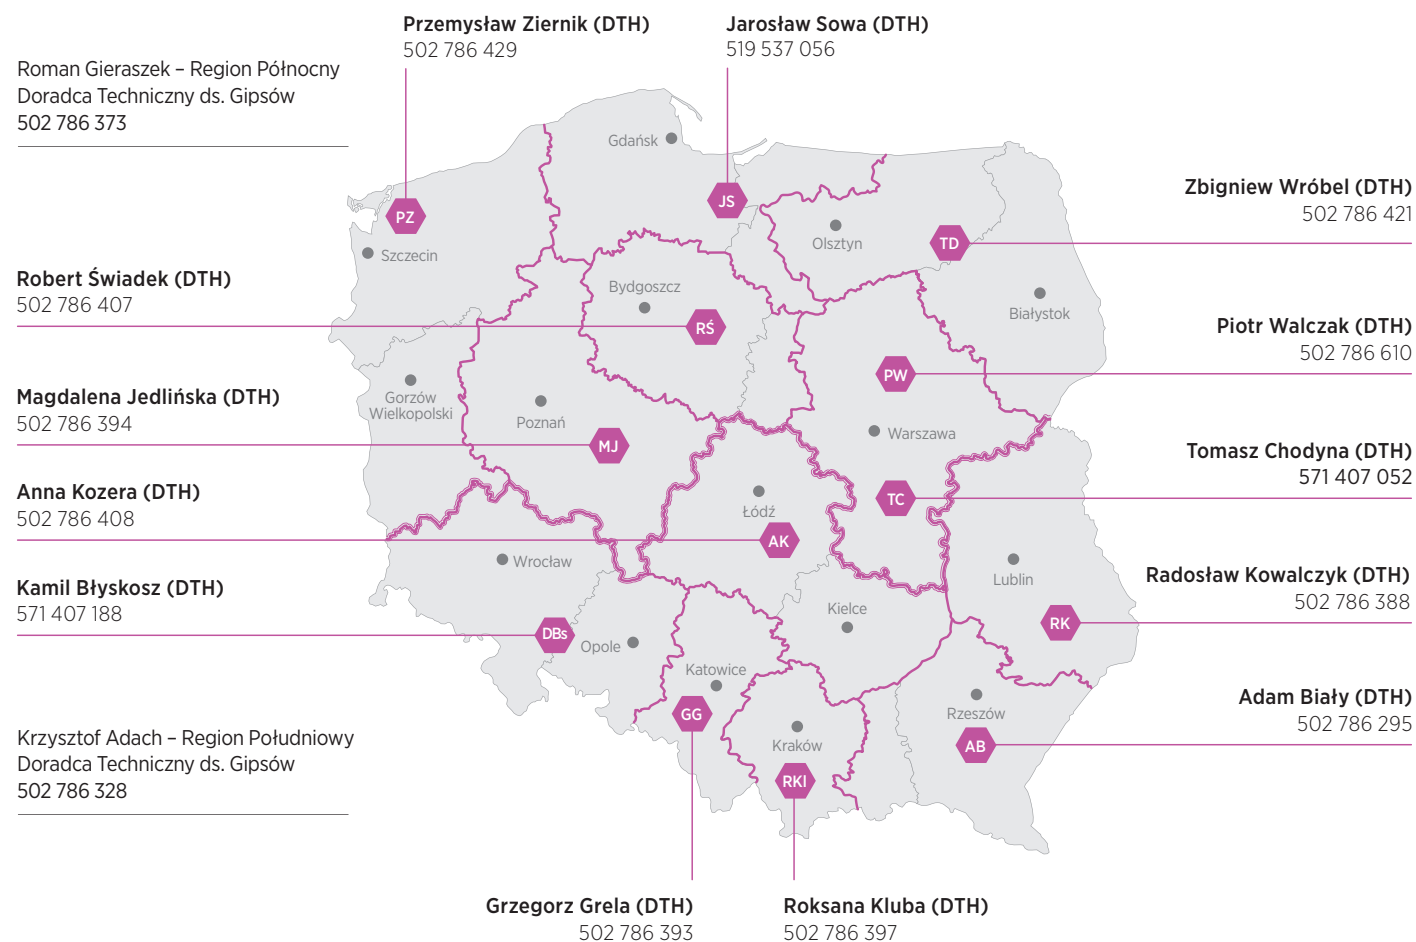 Przemysław Ziernik (DTH)
502 786 429
Jarosław Sowa (DTH)
519 537 056
Roman Gieraszek – Region Północny
Doradca Techniczny ds. Gipsów
502 786 373
Zbigniew Wróbel (DTH)
502 786 421
Robert Świadek (DTH)
502 786 407
Piotr Walczak (DTH)
502 786 610
Magdalena Jedlińska (DTH)
502 786 394
Tomasz Chodyna (DTH)
571 407 052
Anna Kozera (DTH)
502 786 408
Radosław Kowalczyk (DTH)
502 786 388
Kamil Błyskosz (DTH)
571 407 188
Adam Biały (DTH)
502 786 295
Krzysztof Adach – Region Południowy
Doradca Techniczny ds. Gipsów
502 786 328
Grzegorz Grela (DTH)
502 786 393
Roksana Kluba (DTH)
502 786 397
Gdańsk
JS
PZ
Szczecin
Olsztyn
TD
Bydgoszcz
RŚ
Białystok
PW
Gorzów
Wielkopolski
Poznań
MJ
Warszawa
Łódź
TC
AK
Wrocław
Lublin
Kielce
RK
DBs
Opole
Katowice
GG
Rzeszów
AB
Kraków
RKl